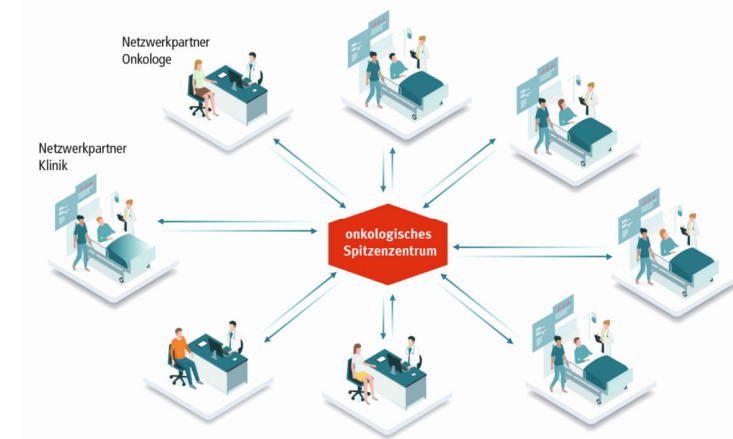 Netzwerkpartner
Onkologe
Netzwerkpartner
Klinik
onkologisches
Spitzenzentrum